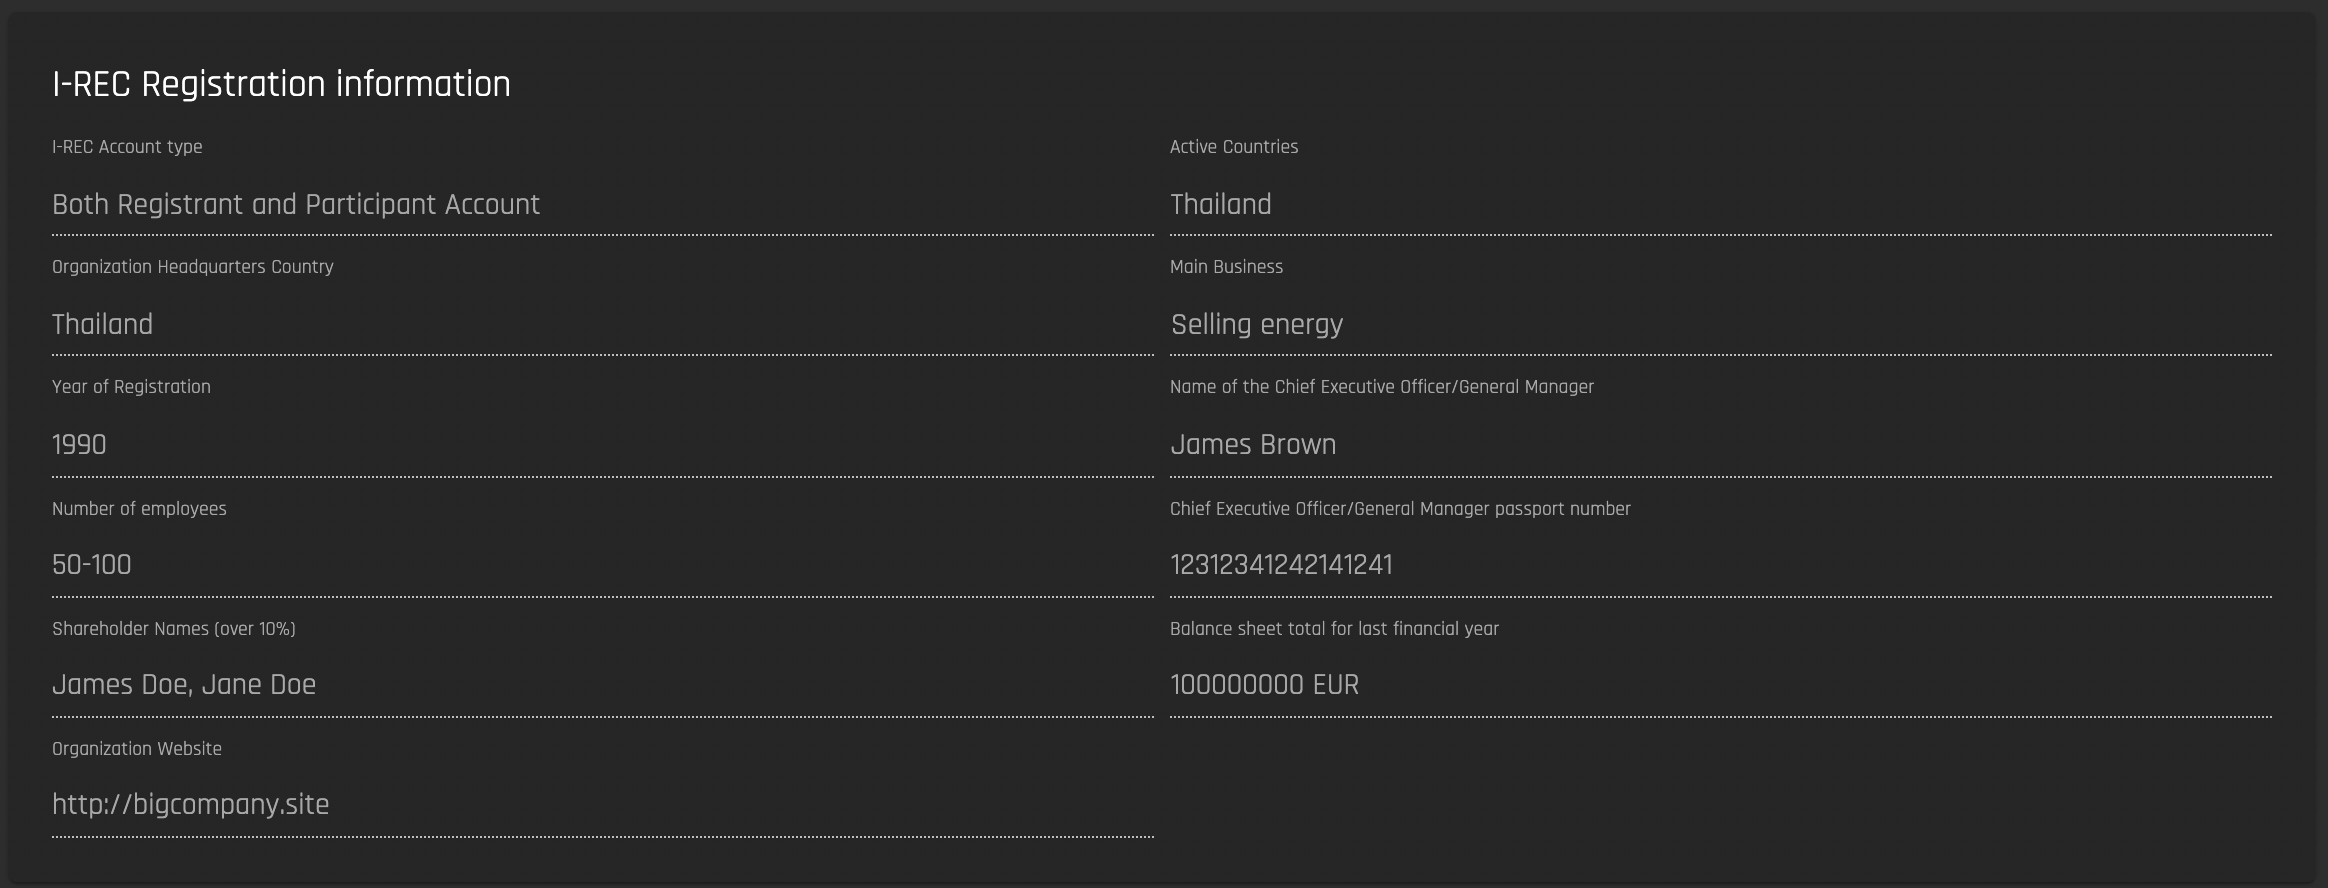 I-REC Registration information
I-REC Account type
Active Countries
Both Registrant and Participant Account
Thailand
Organization Headquarters Country
Main Business
Thailand
Selling energy
Year of Registration
Name of the Chief Executive Officer/General Manager
1990
James Brown
Number of employees
Chief Executive Officer/General Manager passport number
50-100
12312341242141241
Shareholder Names (over 10%)
Balance sheet total for last financial year
James Doe, Jane Doe
100000000 EUR
Organization Website
http://bigcompany.site